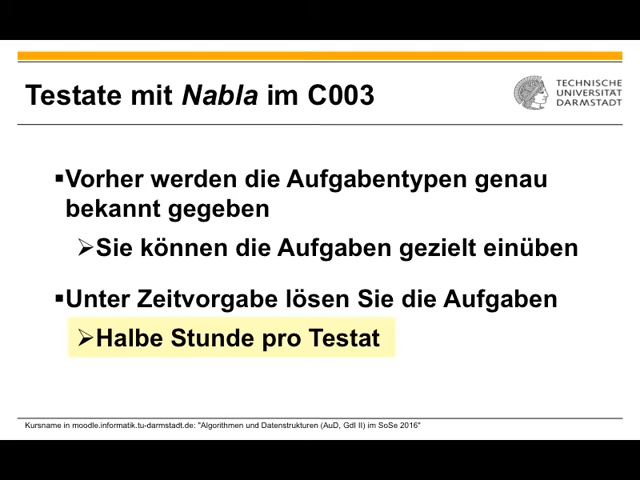 Testate mit Nabla im C003
TECHNISCHE
UNIVERSITÄT
DARMSTADT
▪Vorher werden die Aufgabentypen genau
bekannt gegeben
➢Sie können die Aufgaben gezielt einüben
▪Unter Zeitvorgabe lösen Sie die Aufgaben
➢Halbe Stunde pro Testat
Kursname in moodle.informatik.tu-darmstadt.de: "Algorithmen und Datenstrukturen (AuD, GdI II) im SoSe 2016"